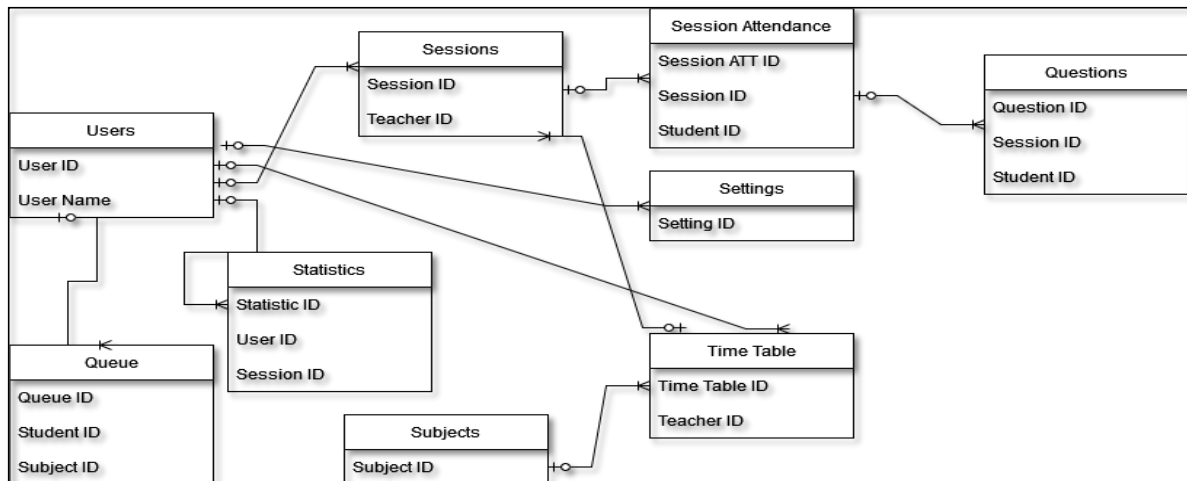 Session Attendance
Session ATT ID
Session ID
Student ID
Sessions
Session ID
Teacher ID
Questions
Question ID
Session ID
Student ID
Users
User ID
User Name
Settings
Setting ID
Statistics
Statistic ID
User ID
Session ID
Time Table
Time Table ID
Teacher ID
Queue
Queue ID
Student ID
Subject ID
Subjects
Subject ID